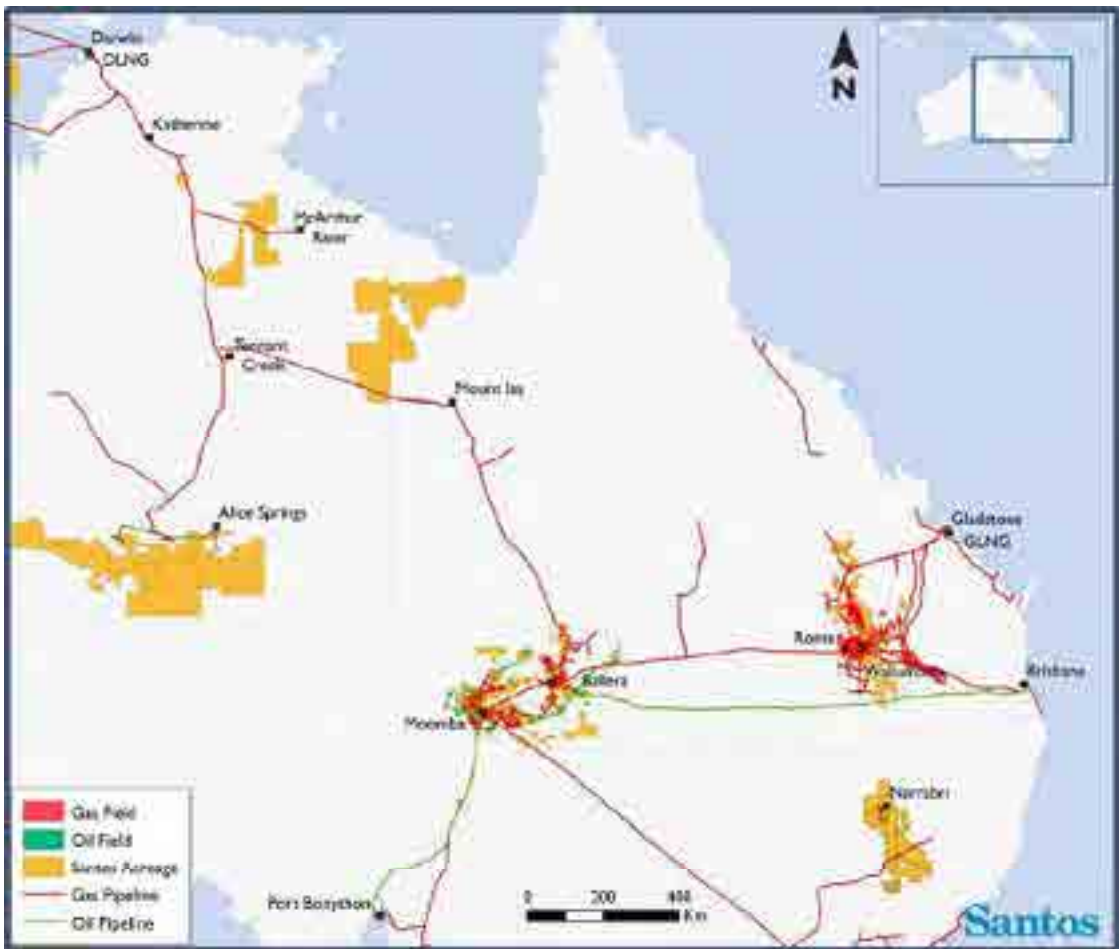 Darwin
DLNG
N
Katherine
McArthur
River
Tennant
Creek
Mount Isa
Alice Springs
Gladstone
GLNG
Roma
Wallumbilla
Ballera
Brisbane
Moomba
Narrabri
Gas Field
Oil Field
Santos Acreage
Gas Pipeline
Oil Pipeline
Port Bonython
0 200 400
Km
Santos